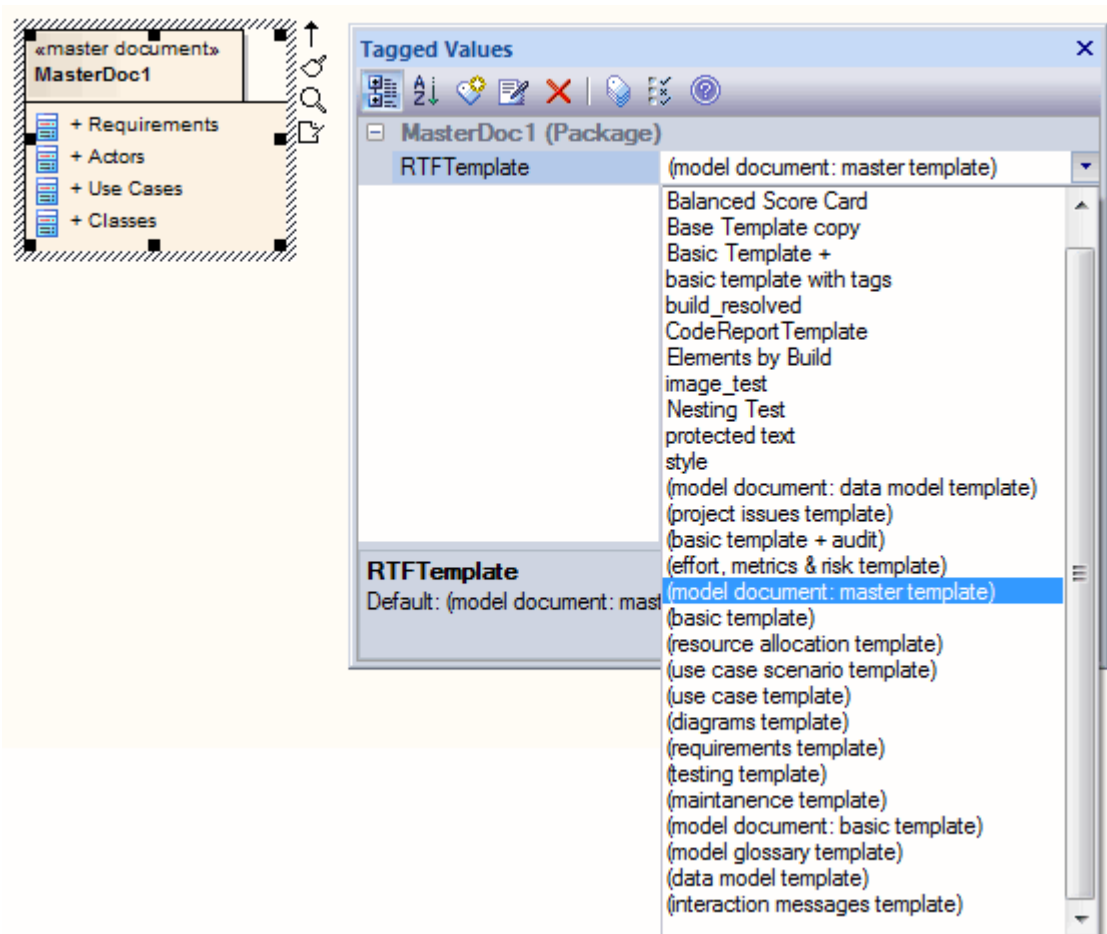 «master document»
MasterDoc1
+ Requirements
+ Actors
+ Use Cases
+ Classes
Tagged Values
MasterDoc1 (Package)
RTFTemplate
(model document: master template)
Balanced Score Card
Base Template copy
Basic Template +
basic template with tags
build_resolved
CodeReportTemplate
Elements by Build
image_test
Nesting Test
protected text
style
(model document: data model template)
(project issues template)
(basic template + audit)
(effort, metrics & risk template)
(model document: master template)
(basic template)
(resource allocation template)
(use case scenario template)
(use case template)
(diagrams template)
(requirements template)
(testing template)
(maintanence template)
(model document: basic template)
(model glossary template)
(data model template)
(interaction messages template)
RTFTemplate
Default: (model document: mast